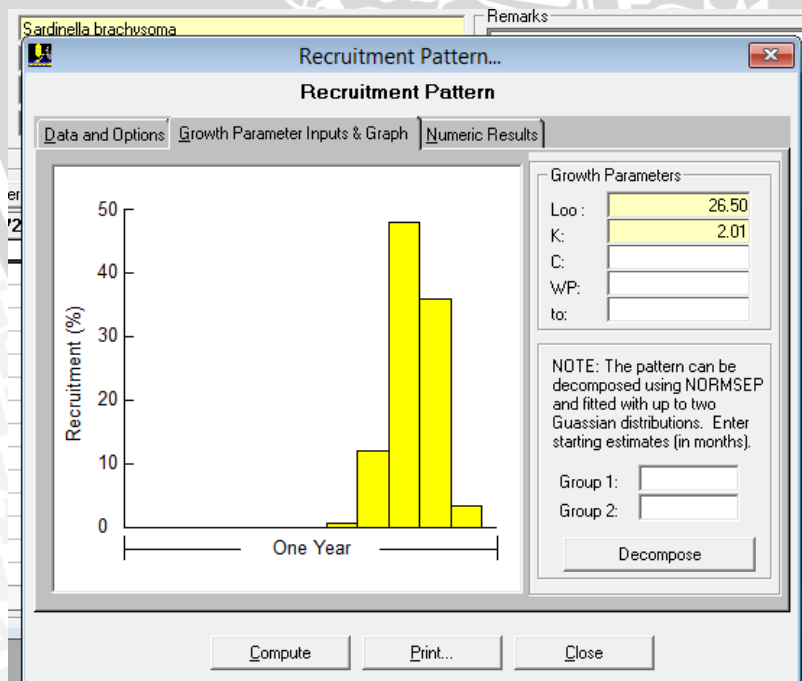 Remarks
Sardinella brachysoma
Recruitment Pattern...
Recruitment Pattern
Data and Options
Growth Parameter Inputs & Graph
Numeric Results
Growth Parameters
Loo : 26.50
K: 2.01
C:
WP:
to:
50
40
30
20
10
0
Recruitment (%)
One Year
NOTE: The pattern can be
decomposed using NORMSEP
and fitted with up to two
Guassian distributions. Enter
starting estimates (in months).
Group 1:
Group 2:
Decompose
Compute
Print...
Close